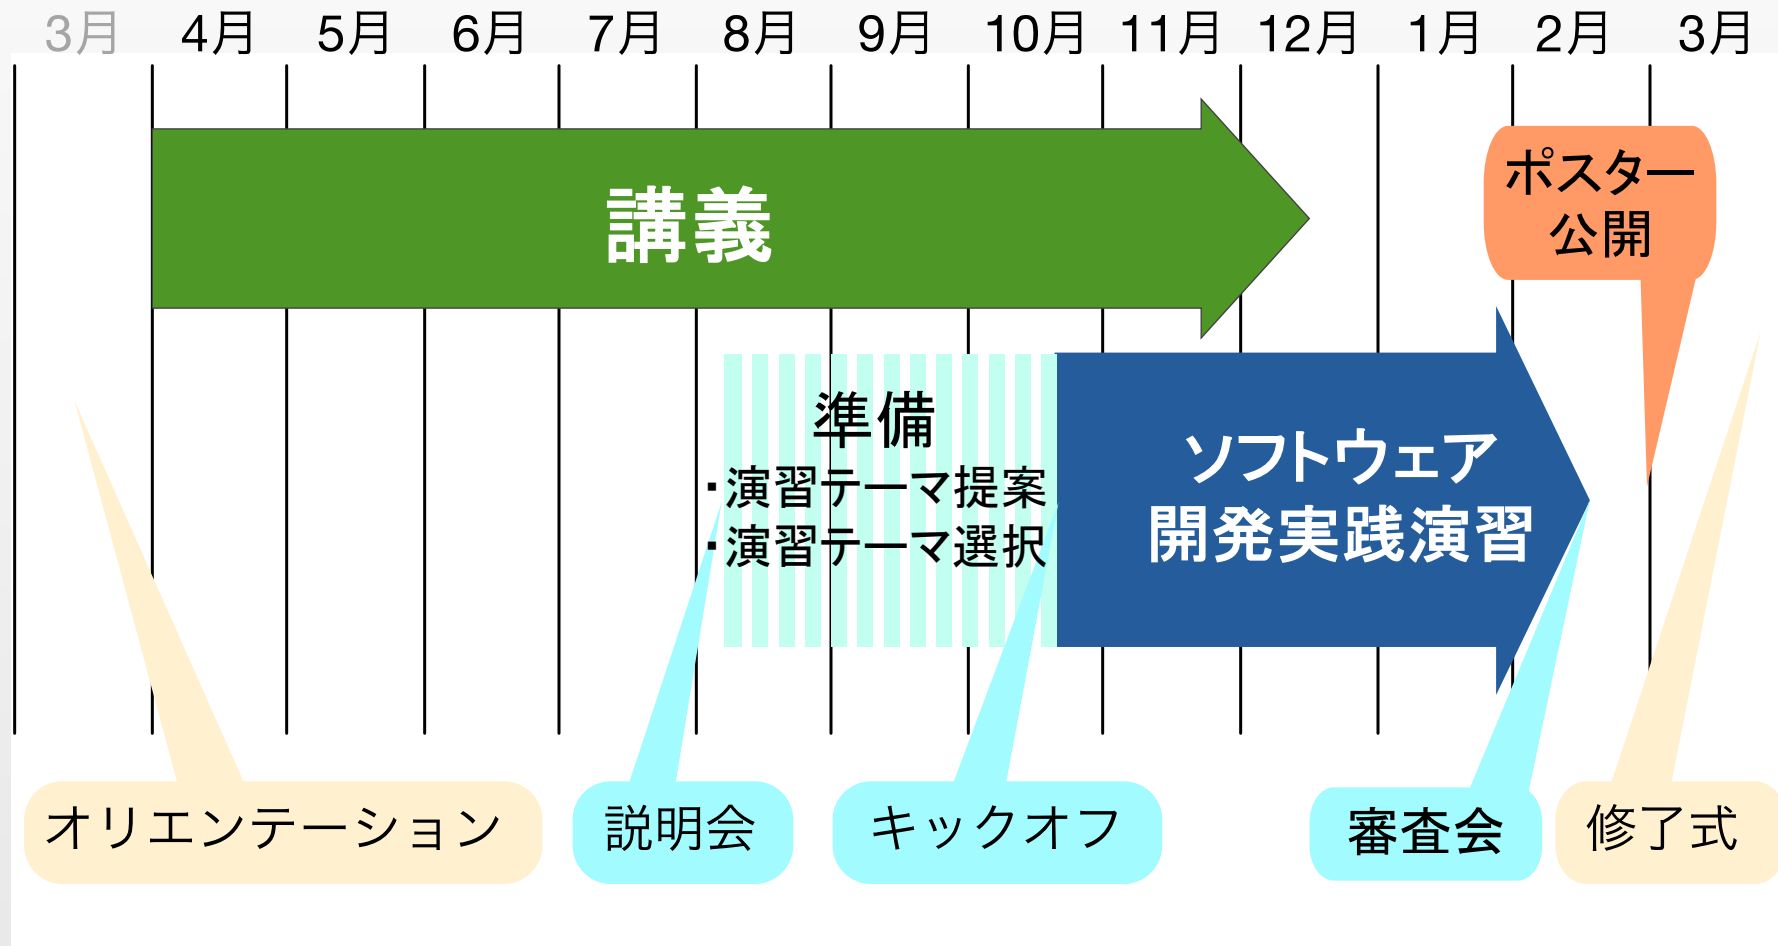 3月 4月 5月 6月 7月 8月 9月 10月 11月 12月 1月 2月 3月
講義
ポスター
公開
準備
・演習テーマ提案
・演習テーマ選択
ソフトウェア
開発実践演習
オリエンテーション
説明会
キックオフ
審査会
修了式